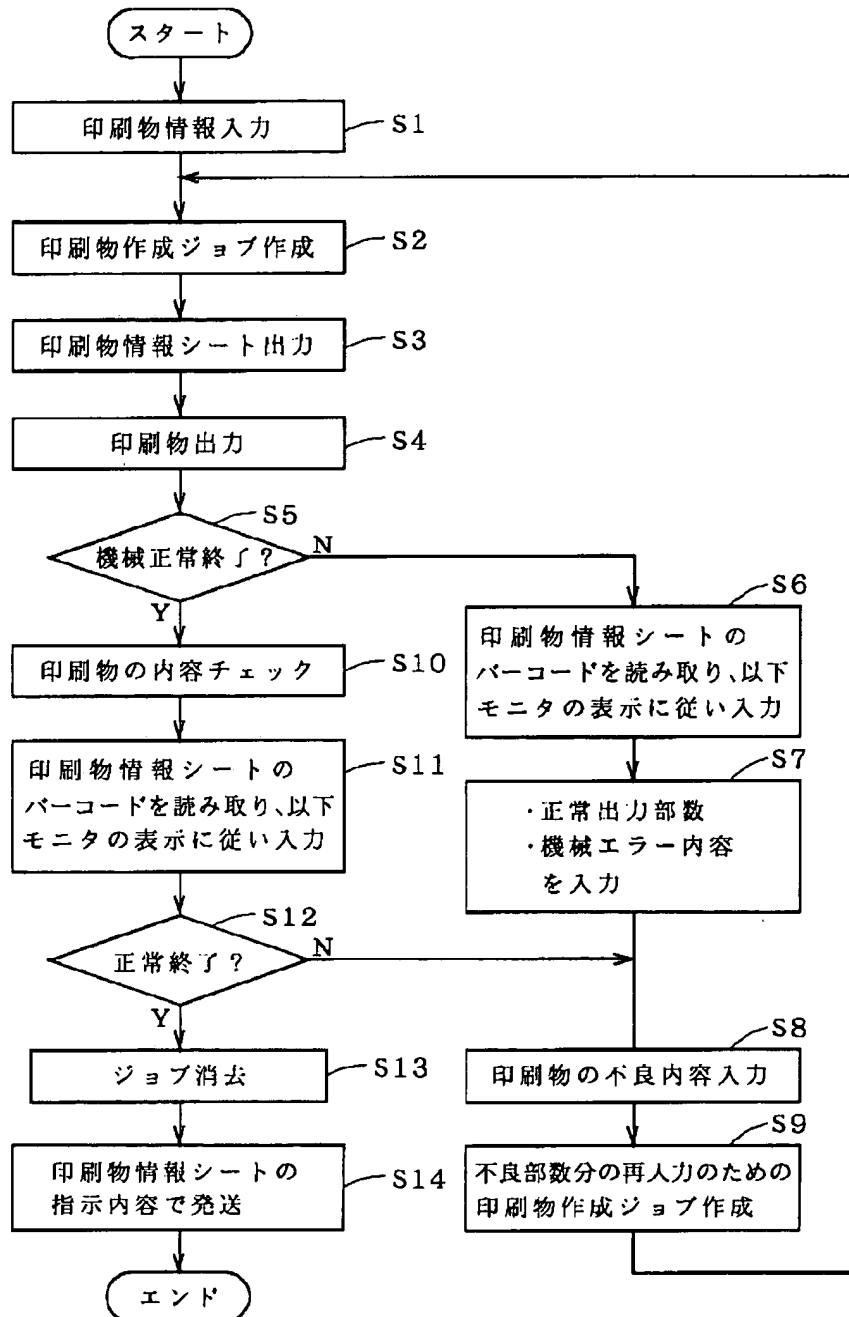 スタート
印刷物情報入力
S1
印刷物作成ジョブ作成
S2
印刷物情報シート出力
S3
印刷物出力
S4
S5
機械正常終了?
N
Y
S6
印刷物情報シートの
バーコードを読み取り、以下
モニタの表示に従い入力
印刷物の内容チェック
S10
S7
・正常出力部数
・機械エラー内容
を入力
印刷物情報シートの
バーコードを読み取り、以下
モニタの表示に従い入力
S11
S12
正常終了?
N
Y
S8
印刷物の不良内容入力
ジョブ消去
S13
S9
不良部数分の再入力のための
印刷物作成ジョブ作成
印刷物情報シートの
指示内容で発送
S14
エンド